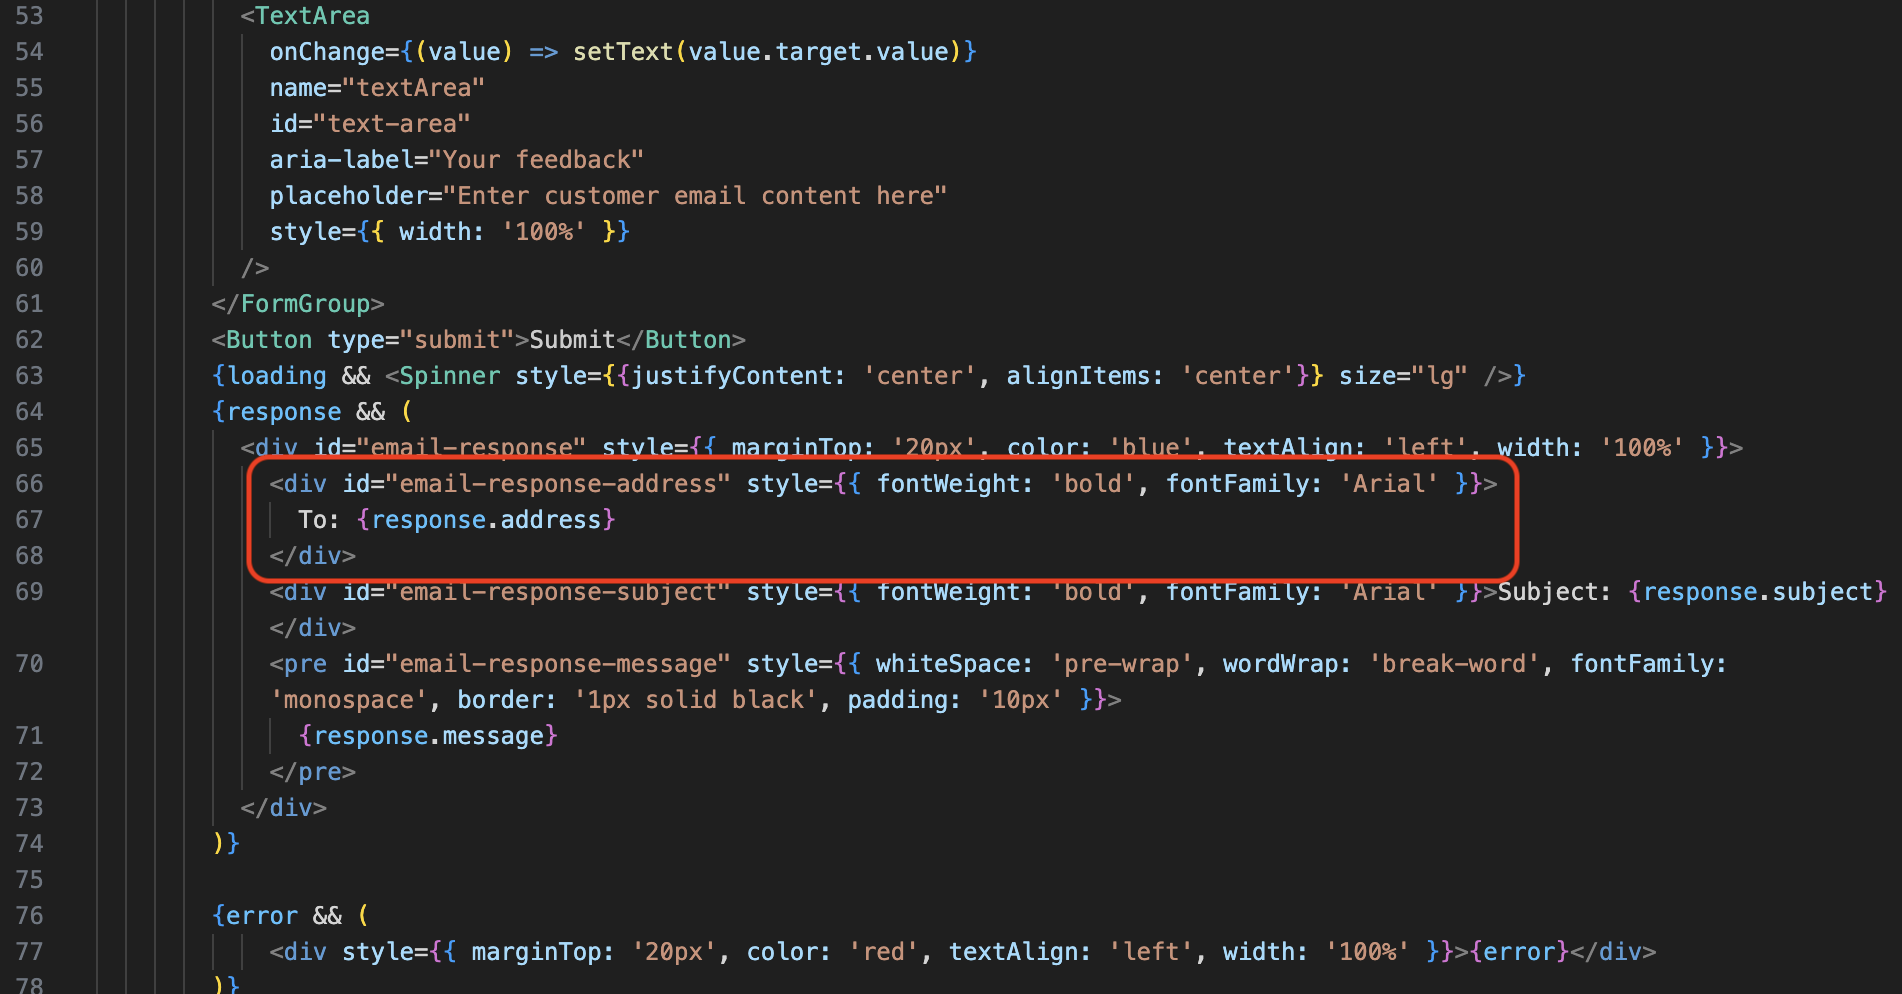 53 <TextArea
54 onChange={(value) => setText(value.target.value)}
55 name="textArea"
56 id="text-area"
57 aria-label="Your feedback"
58 placeholder="Enter customer email content here"
59 style={{ width: '100%' }}
60 />
61 </FormGroup>
62 <Button type="submit">Submit</Button>
63 {loading && <Spinner style={{justifyContent: 'center', alignItems: 'center'}} size="lg" />}
64 {response && (
65 <div id="email-response" style={{ marginTop: '20px', color: 'blue', textAlign: 'left', width: '100%' }}>
66 <div id="email-response-address" style={{ fontWeight: 'bold', fontFamily: 'Arial' }}>
67 To: {response.address}
68 </div>
69 <div id="email-response-subject" style={{ fontWeight: 'bold', fontFamily: 'Arial' }}>Subject: {response.subject}
</div>
70 <pre id="email-response-message" style={{ whiteSpace: 'pre-wrap', wordWrap: 'break-word', fontFamily:
'monospace', border: '1px solid black', padding: '10px' }}>
71 {response.message}
72 </pre>
73 </div>
74 )}
75
76 {error && (
77 <div style={{ marginTop: '20px', color: 'red', textAlign: 'left', width: '100%' }}>{error}</div>
78 )}